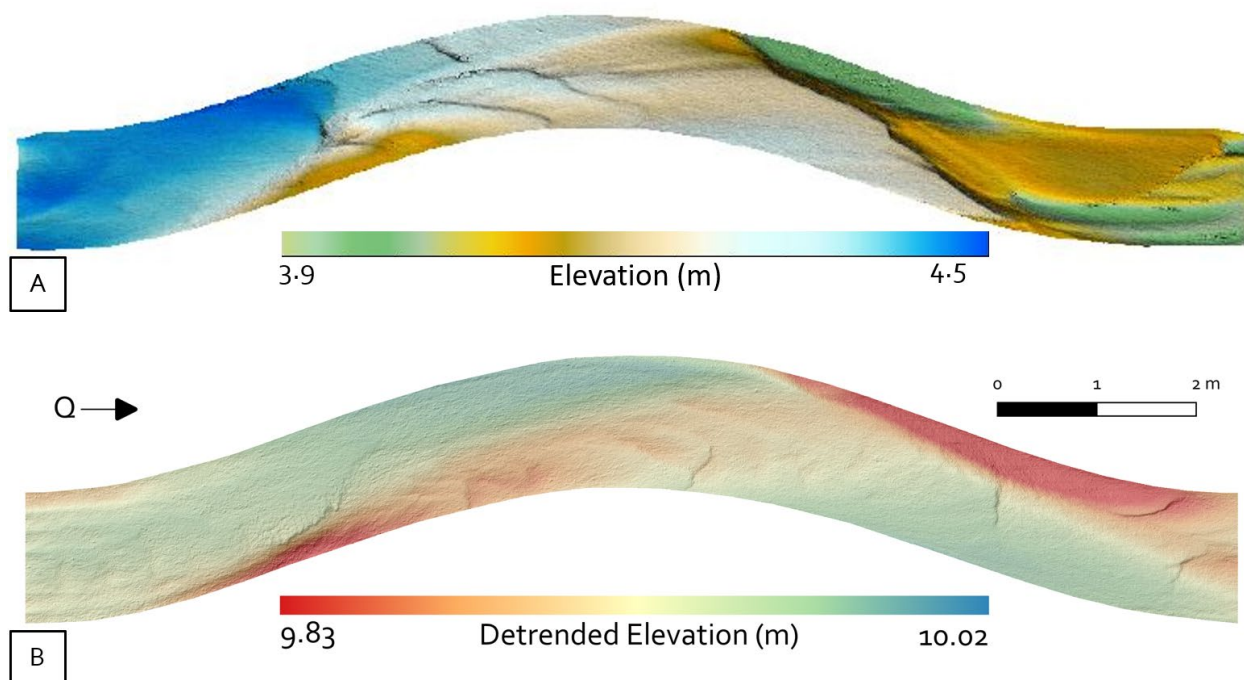 3.9 Elevation (m) 4.5
A
Q
0 1 2 m
9.83 Detrended Elevation (m) 10.02
B